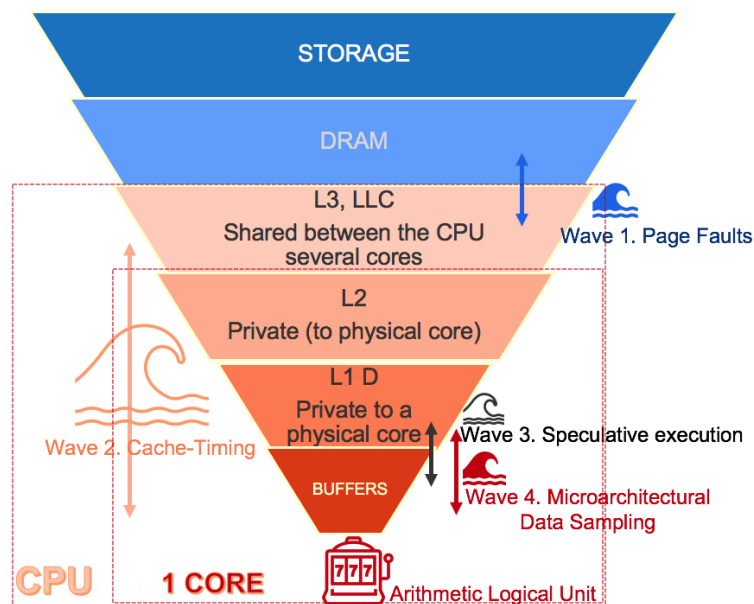 STORAGE
DRAM
L3, LLC
Shared between the CPU
several cores
Wave 1. Page Faults
L2
Private (to physical core)
L1 D
Private to a
physical core
Wave 2. Cache-Timing
Wave 3. Speculative execution
BUFFERS
Wave 4. Microarchitectural
Data Sampling
777
CPU
1 CORE
Arithmetic Logical Unit